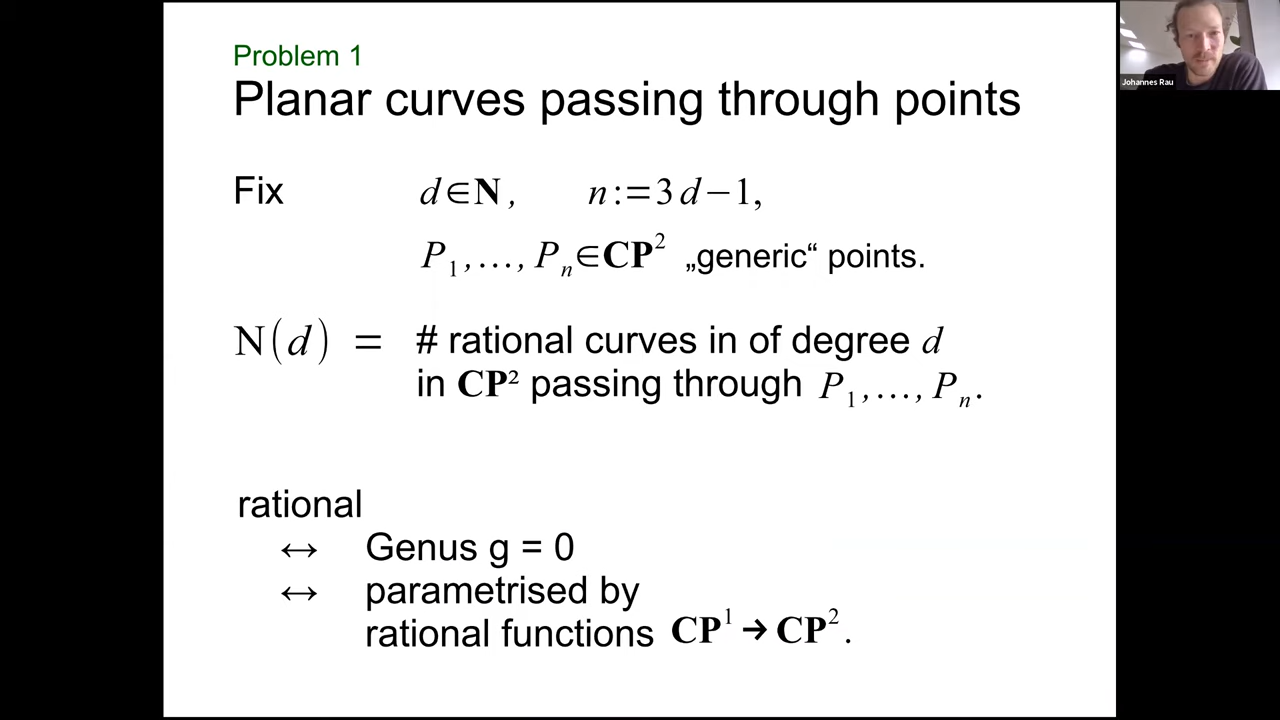 Problem 1
Planar curves passing through points
Fix d∈N, n:=3d−1,
P₁,…,Pₙ∈CP² „generic“ points.
N(d) = # rational curves in of degree d
in CP² passing through P₁,…,Pₙ.
rational
↔ Genus g = 0
↔ parametrised by
rational functions CP¹ → CP².
Johannes Rau